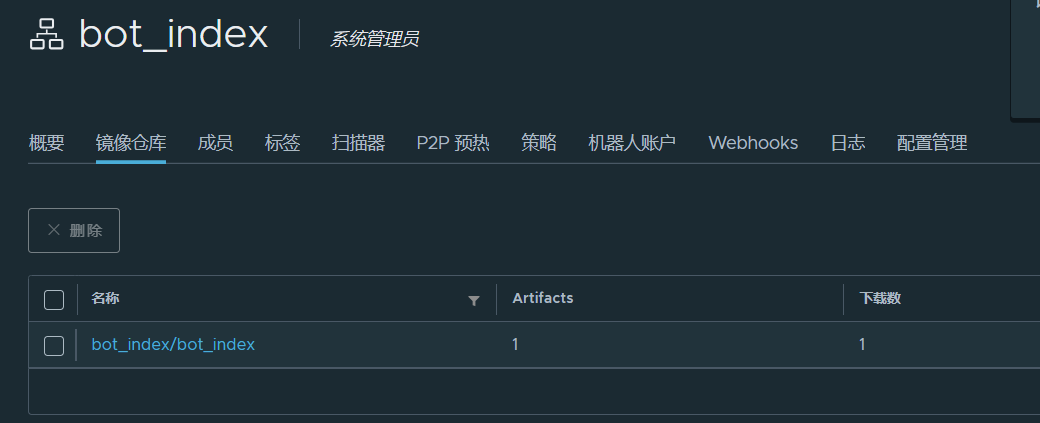 bot_index 系统管理员
概要 镜像仓库 成员 标签 扫描器 P2P 预热 策略 机器人账户 Webhooks 日志 配置管理
删除
名称 Artifacts 下载数
bot_index/bot_index 1 1